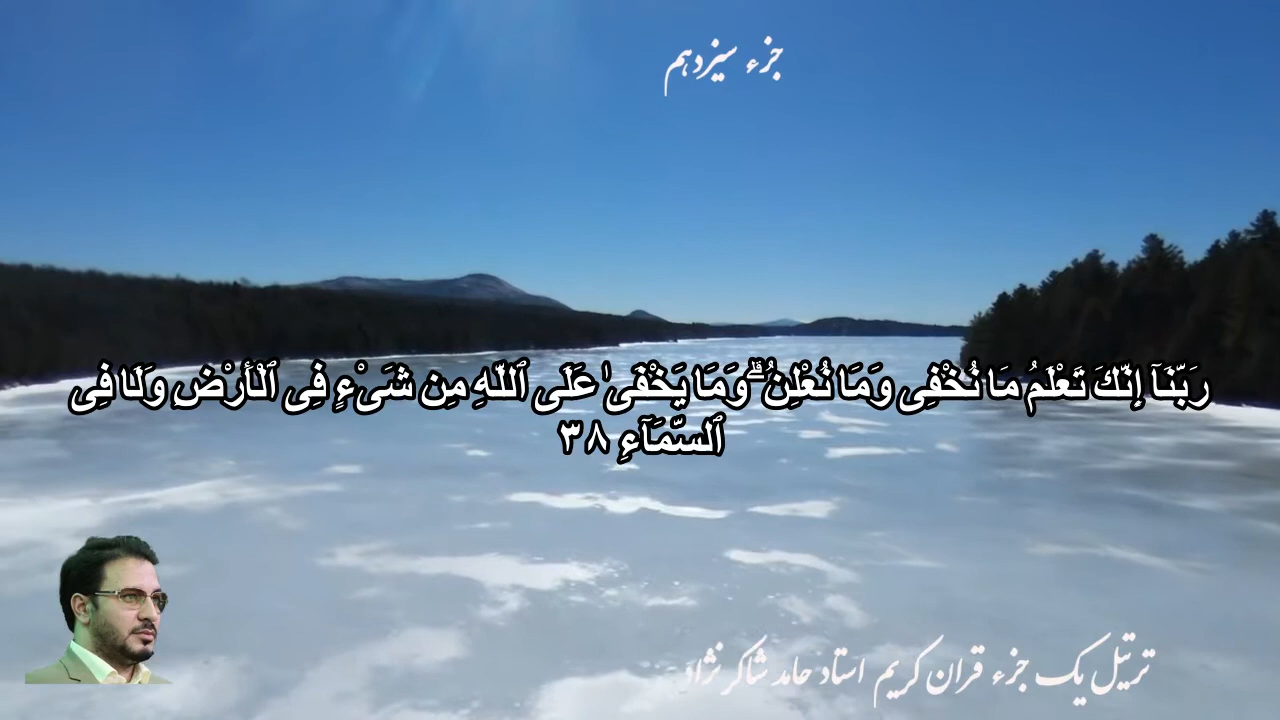 جزء سیزدهم
رَبَّنَآ إِنَّكَ تَعْلَمُ مَا نُخْفِى وَمَا نُعْلِنُ ۗ وَمَا يَخْفَىٰ عَلَى ٱللَّهِ مِن شَىْءٍ فِى ٱلْأَرْضِ وَلَا فِى
ٱلسَّمَآءِ ٣٨
ترتیل یک جزء قران کریم استاد حامد شاکر نژاد